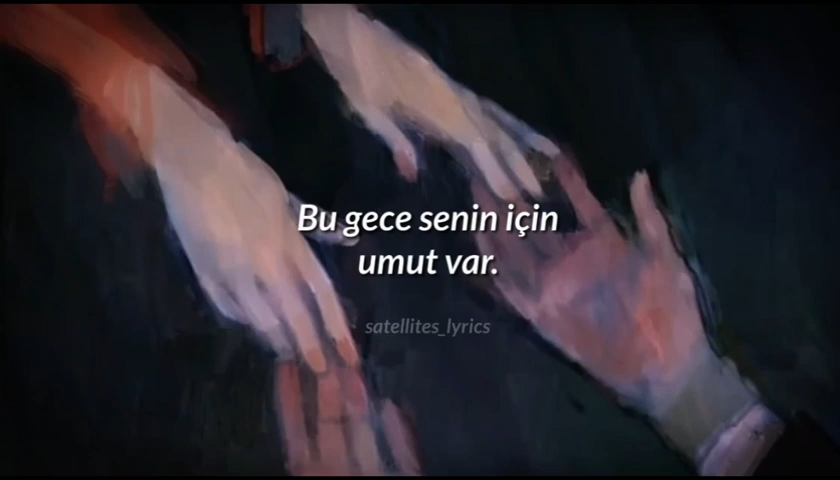 Bu gece senin için
umut var.
satellites_lyrics